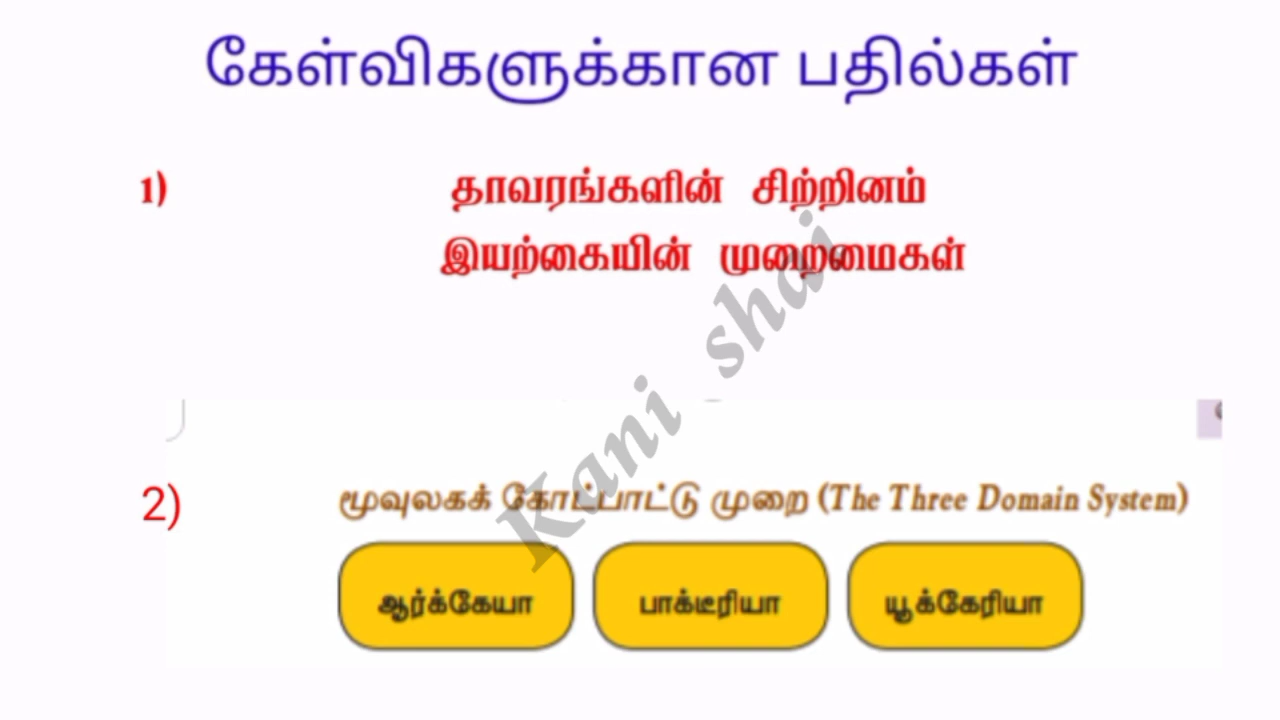 கேள்விகளுக்கான பதில்கள்
1) தாவரங்களின் சிற்றினம்
இயற்கையின் முறைமைகள்
Kani shai
2) மூவுலகக் கோட்பாட்டு முறை (The Three Domain System)
ஆர்க்கேயா பாக்டீரியா யூக்கேரியா